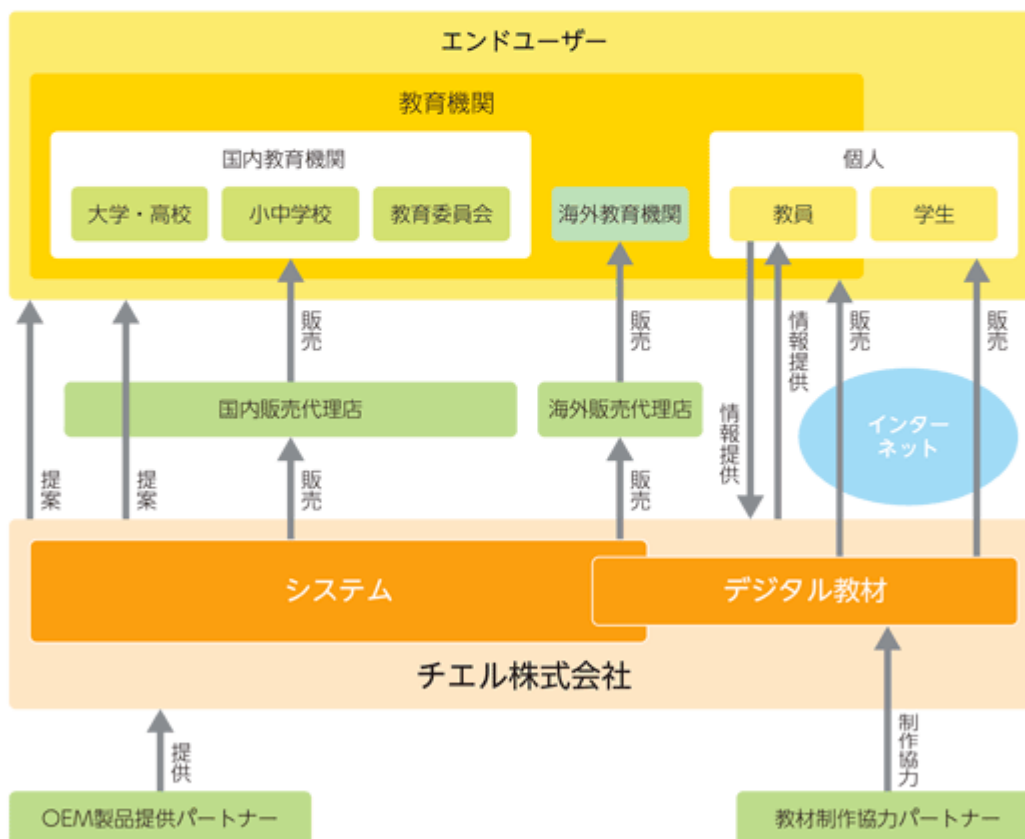 エンドユーザー
教育機関
国内教育機関
個人
大学・高校
小中学校
教育委員会
海外教育機関
教員
学生
販売
販売
情報提供
販売
販売
国内販売代理店
海外販売代理店
情報提供
インター
ネット
提案
提案
販売
販売
システム
デジタル教材
チエル株式会社
提供
制作協力
OEM製品提供パートナー
教材制作協力パートナー